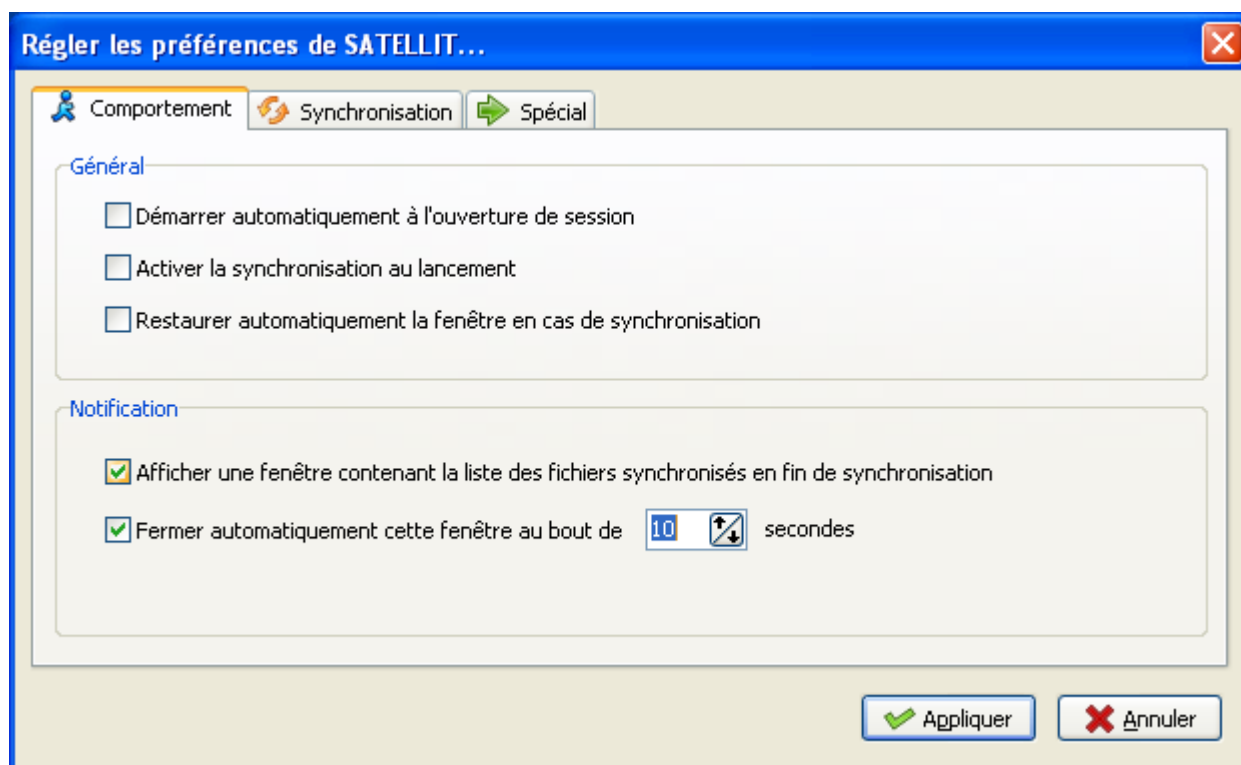 Régler les préférences de SATELLIT...
Comportement Synchronisation Spécial
Général
Démarrer automatiquement à l'ouverture de session
Activer la synchronisation au lancement
Restaurer automatiquement la fenêtre en cas de synchronisation
Notification
Afficher une fenêtre contenant la liste des fichiers synchronisés en fin de synchronisation
Fermer automatiquement cette fenêtre au bout de 10 secondes
Appliquer Annuler